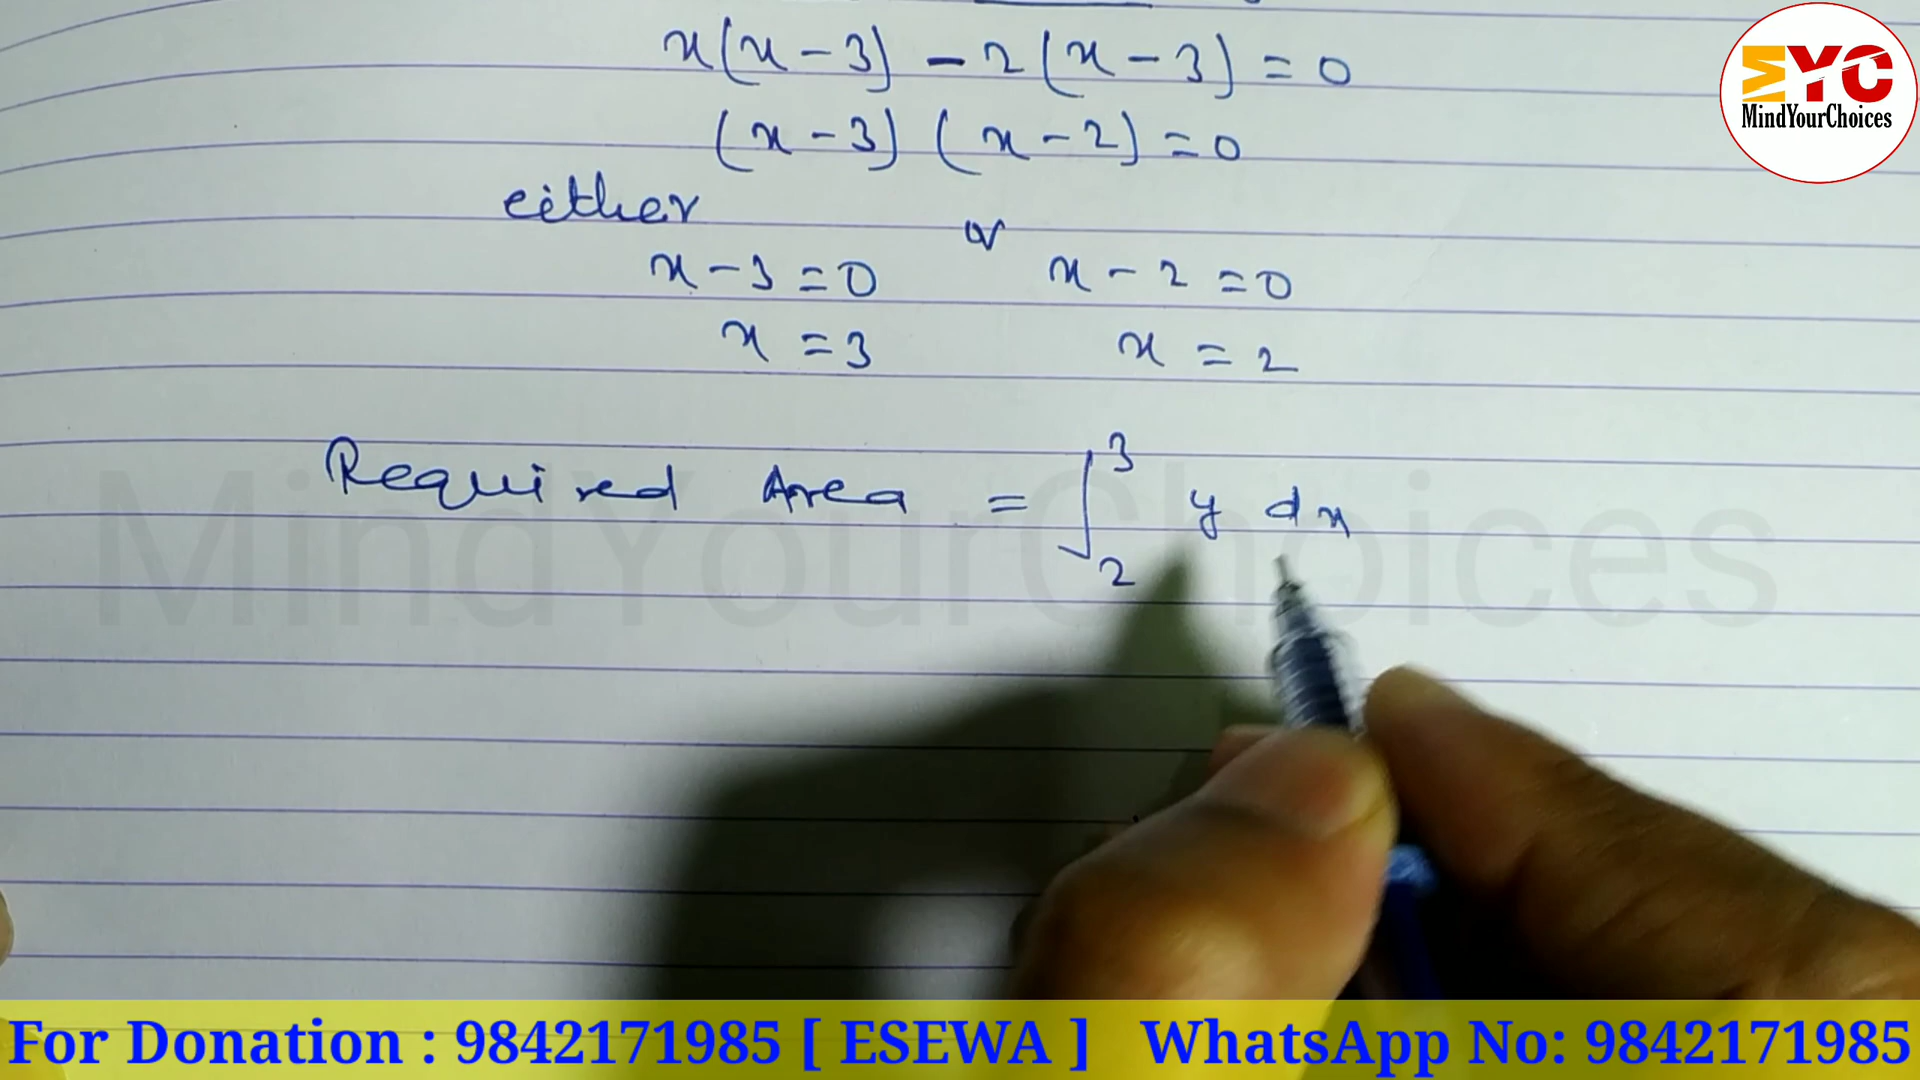 x(x-3) -2(x-3) = 0
(x-3) (x-2) = 0
either
or
x-3 = 0 x-2 = 0
x = 3 x = 2
Required Area = ∫₂³ y dx
MYC
MindYourChoices
MindYourChoices
For Donation : 9842171985 [ ESEWA ] WhatsApp No: 9842171985